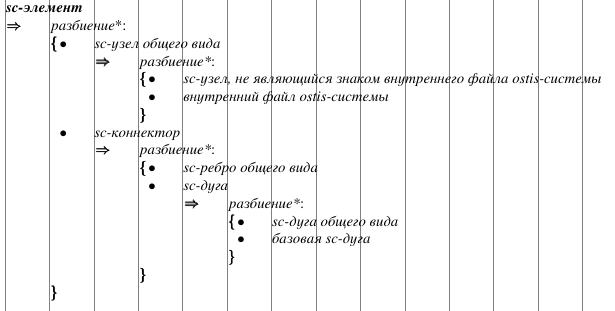 sc-элемент
⇒ разбиение*:
{• sc-узел общего вида
⇒ разбиение*:
{• sc-узел, не являющийся знаком внутреннего файла ostis-системы
• внутренний файл ostis-системы
}
• sc-коннектор
⇒ разбиение*:
{• sc-ребро общего вида
• sc-дуга
⇒ разбиение*:
{• sc-дуга общего вида
• базовая sc-дуга
}
}
}